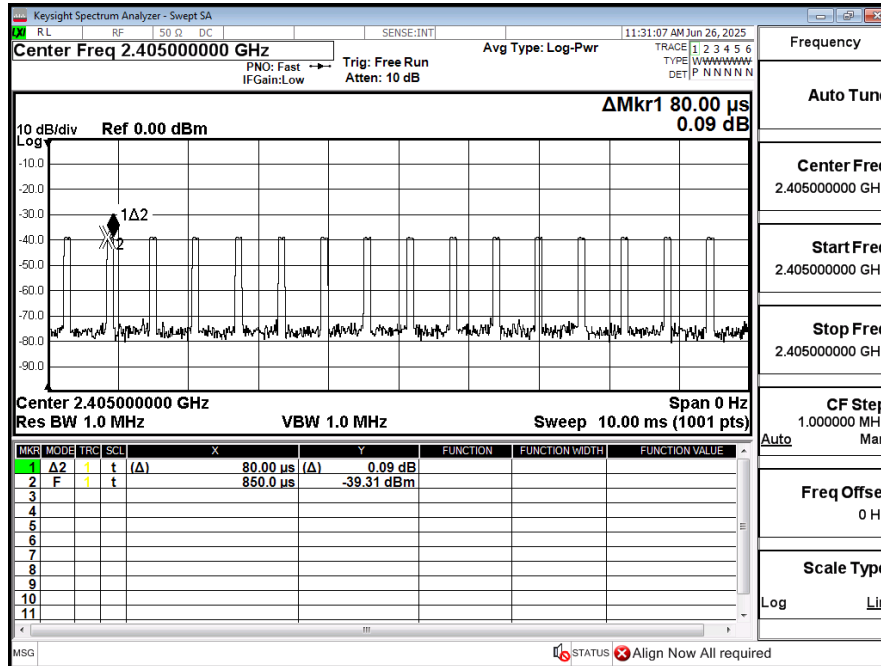 Keysight Spectrum Analyzer - Swept SA
LXI RL RF 50 Ω DC SENSE:INT 11:31:07 AM Jun 26, 2025
Center Freq 2.405000000 GHz
PNO: Fast
IFGain:Low
Trig: Free Run
Atten: 10 dB
Avg Type: Log-Pwr
TRACE 1 2 3 4 5 6
TYPE WWWWWW
DET P N N N N N
ΔMkr1 80.00 µs
0.09 dB
10 dB/div Ref 0.00 dBm
Log
-10.0
-20.0
-30.0
-40.0
-50.0
-60.0
-70.0
-80.0
-90.0
1Δ2
2
Center 2.405000000 GHz Span 0 Hz
Res BW 1.0 MHz VBW 1.0 MHz Sweep 10.00 ms (1001 pts)
MKR MODE TRC SCL X Y FUNCTION FUNCTION WIDTH FUNCTION VALUE
1 Δ2 1 t (Δ) 80.00 µs (Δ) 0.09 dB
2 F 1 t 850.0 µs -39.31 dBm
3
4
5
6
7
8
9
10
11
MSG STATUS Align Now All required
Frequency
Auto Tune
Center Freq
2.405000000 GH
Start Freq
2.405000000 GH
Stop Freq
2.405000000 GH
CF Step
1.000000 MH
Auto Man
Freq Offset
0 H
Scale Type
Log Lin